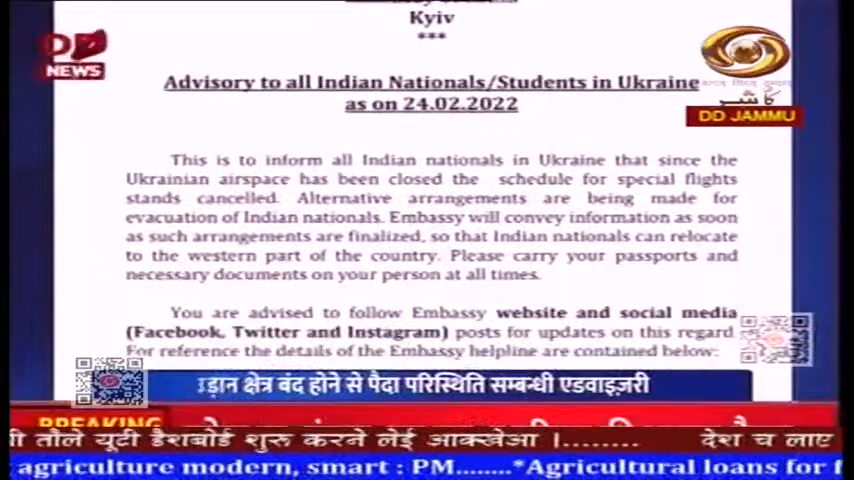 Kyiv
***
Advisory to all Indian Nationals/Students in Ukraine
as on 24.02.2022
NEWS
كٲشر
DD JAMMU
This is to inform all Indian nationals in Ukraine that since the
Ukrainian airspace has been closed the schedule for special flights
stands cancelled. Alternative arrangements are being made for
evacuation of Indian nationals. Embassy will convey information as soon
as such arrangements are finalized, so that Indian nationals can relocate
to the western part of the country. Please carry your passports and
necessary documents on your person at all times.
You are advised to follow Embassy website and social media
(Facebook, Twitter and Instagram) posts for updates on this regard
For reference the details of the Embassy helpline are contained below:
उड़ान क्षेत्र बंद होने से पैदा परिस्थिति सम्बन्धी एडवाइज़री
BREAKING
तौले यूटी डैशबोर्ड शुरू करने लेई आक्खेआ ।........ देश च लाए
agriculture modern, smart : PM........*Agricultural loans for f